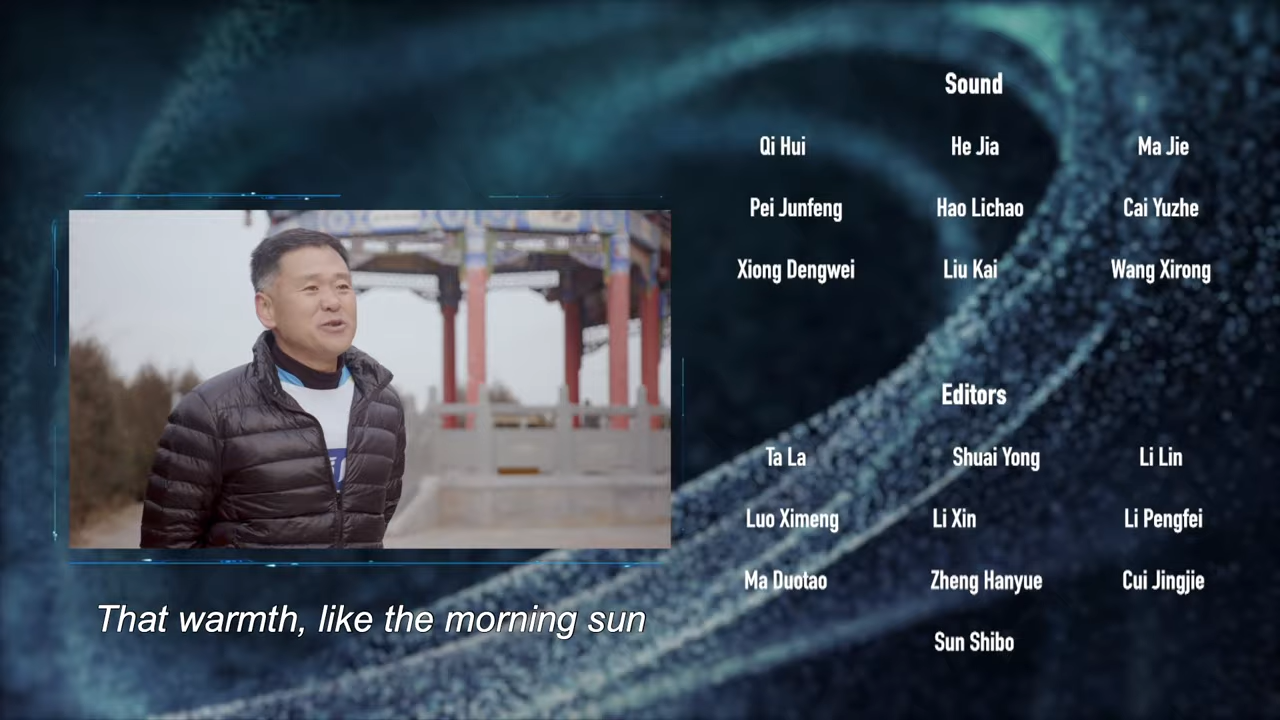 Sound
Qi Hui He Jia Ma Jie
Pei Junfeng Hao Lichao Cai Yuzhe
Xiong Dengwei Liu Kai Wang Xirong
Editors
Ta La Shuai Yong Li Lin
Luo Ximeng Li Xin Li Pengfei
Ma Duotao Zheng Hanyue Cui Jingjie
Sun Shibo
That warmth, like the morning sun